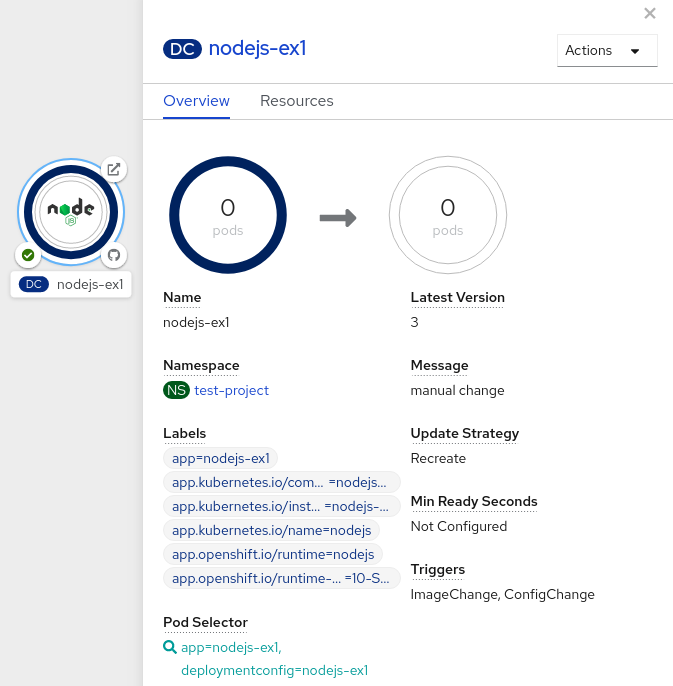 DC nodejs-ex1
Actions
Overview Resources
0
pods
0
pods
node
JS
DC nodejs-ex1
Name
nodejs-ex1
Latest Version
3
Namespace
NS test-project
Message
manual change
Labels
app=nodejs-ex1
app.kubernetes.io/com... =nodejs...
app.kubernetes.io/inst... =nodejs-...
app.kubernetes.io/name=nodejs
app.openshift.io/runtime=nodejs
app.openshift.io/runtime-... =10-S...
Update Strategy
Recreate
Min Ready Seconds
Not Configured
Triggers
ImageChange, ConfigChange
Pod Selector
app=nodejs-ex1,
deploymentconfig=nodejs-ex1